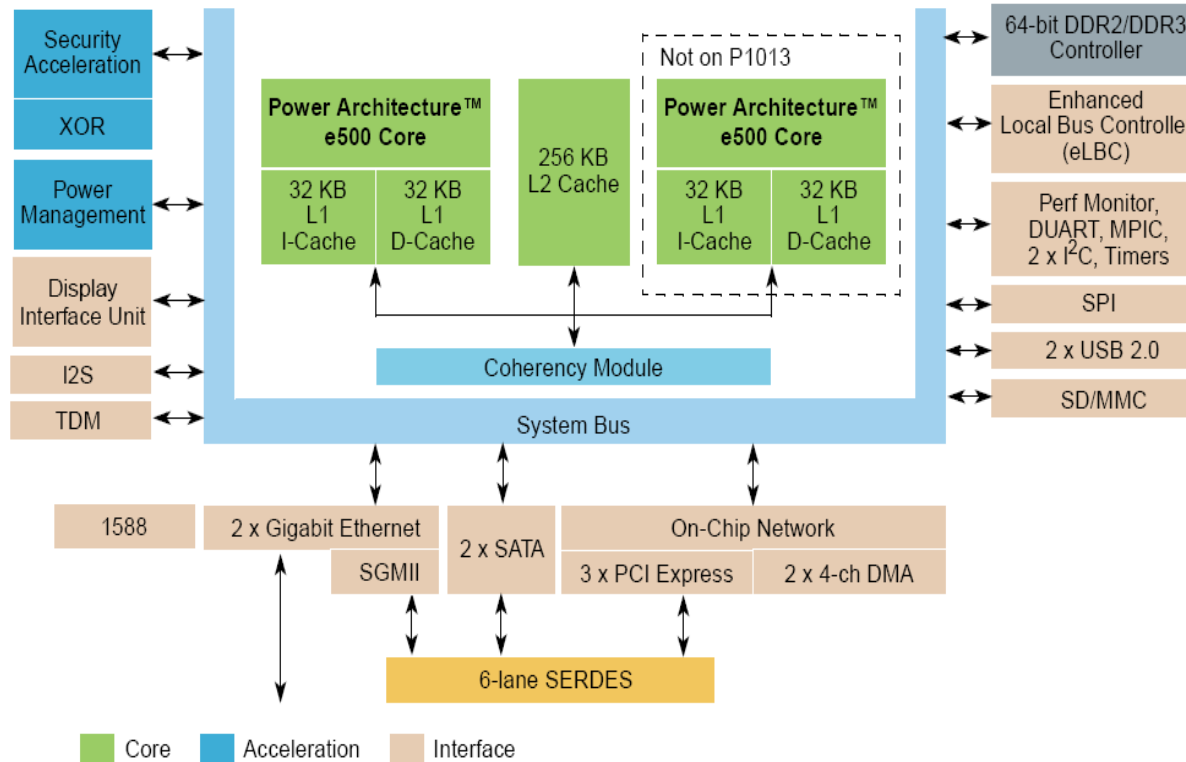 Security
Acceleration
XOR
Power
Management
Display
Interface Unit
I2S
TDM
Power Architecture™
e500 Core
32 KB
L1
I-Cache
32 KB
L1
D-Cache
256 KB
L2 Cache
Not on P1013
Power Architecture™
e500 Core
32 KB
L1
I-Cache
32 KB
L1
D-Cache
Coherency Module
System Bus
64-bit DDR2/DDR3
Controller
Enhanced
Local Bus Controlle
(eLBC)
Perf Monitor,
DUART, MPIC,
2 x I²C, Timers
SPI
2 x USB 2.0
SD/MMC
1588
2 x Gigabit Ethernet
SGMII
2 x SATA
On-Chip Network
3 x PCI Express
2 x 4-ch DMA
6-lane SERDES
Core
Acceleration
Interface